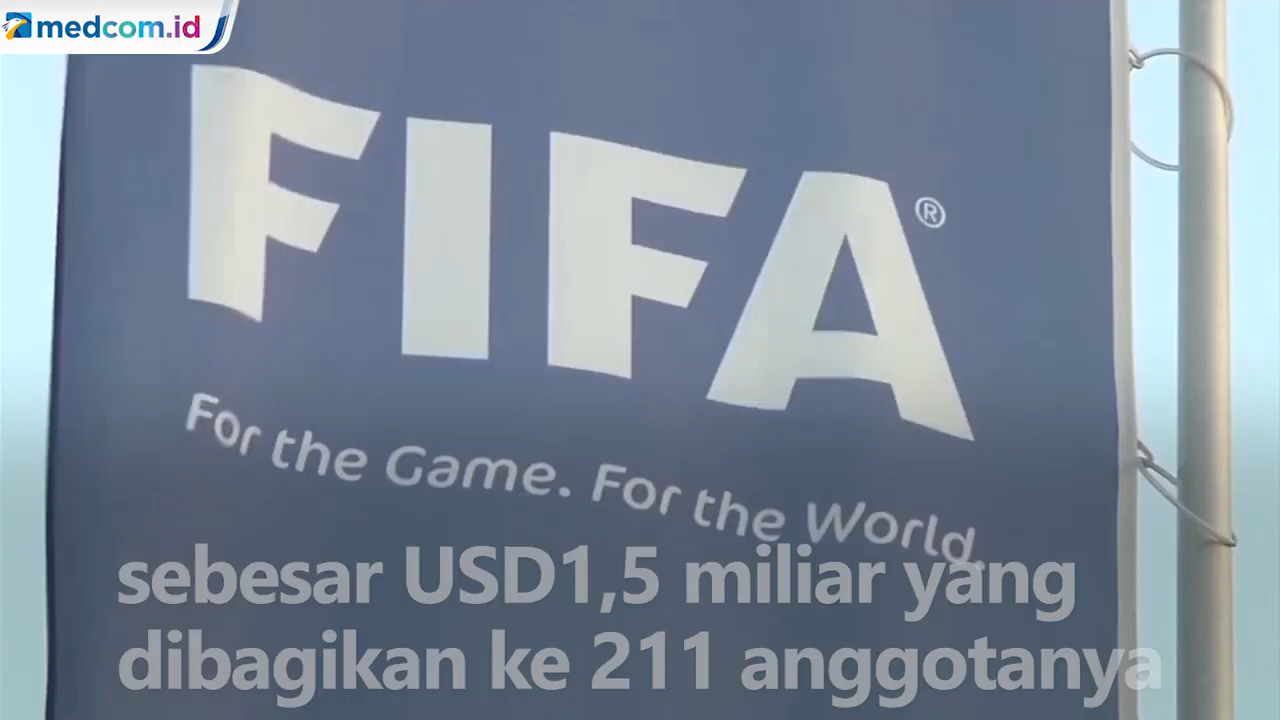 medcom.id
FIFA®
For the Game. For the World.
sebesar USD1,5 miliar yang
dibagikan ke 211 anggotanya